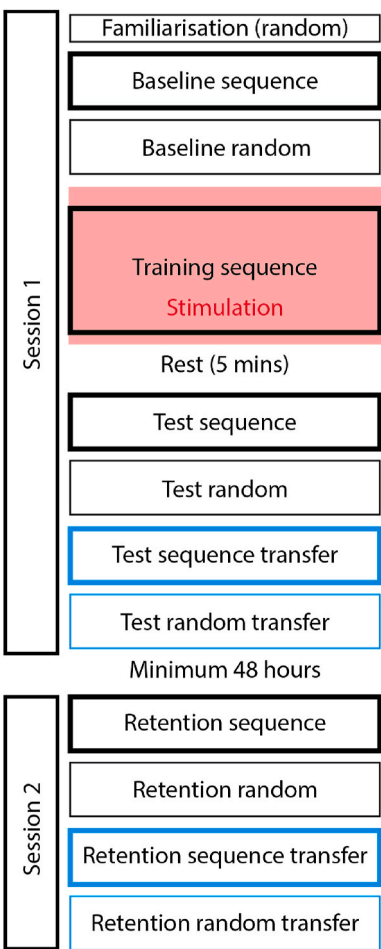 Session 1
Familiarisation (random)
Baseline sequence
Baseline random
Training sequence
Stimulation
Rest (5 mins)
Test sequence
Test random
Test sequence transfer
Test random transfer
Minimum 48 hours
Session 2
Retention sequence
Retention random
Retention sequence transfer
Retention random transfer